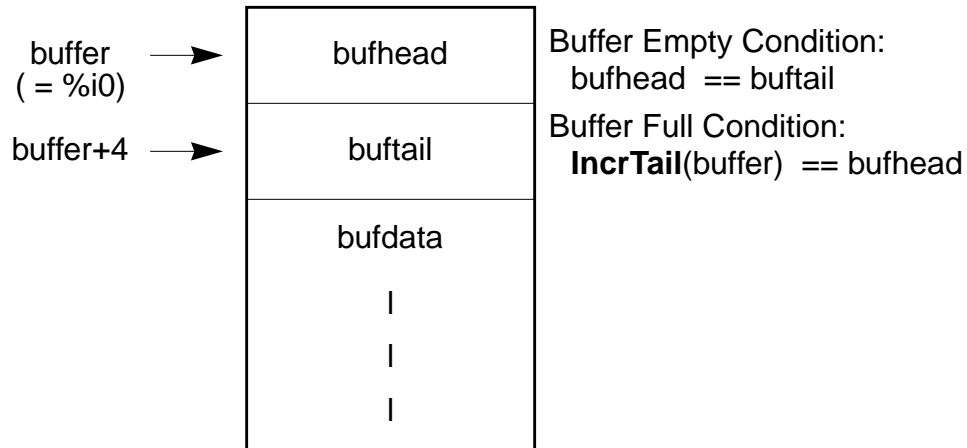 buffer
( = %i0)
bufhead
Buffer Empty Condition:
bufhead == buftail
buffer+4
buftail
Buffer Full Condition:
IncrTail(buffer) == bufhead
bufdata
|
|
|